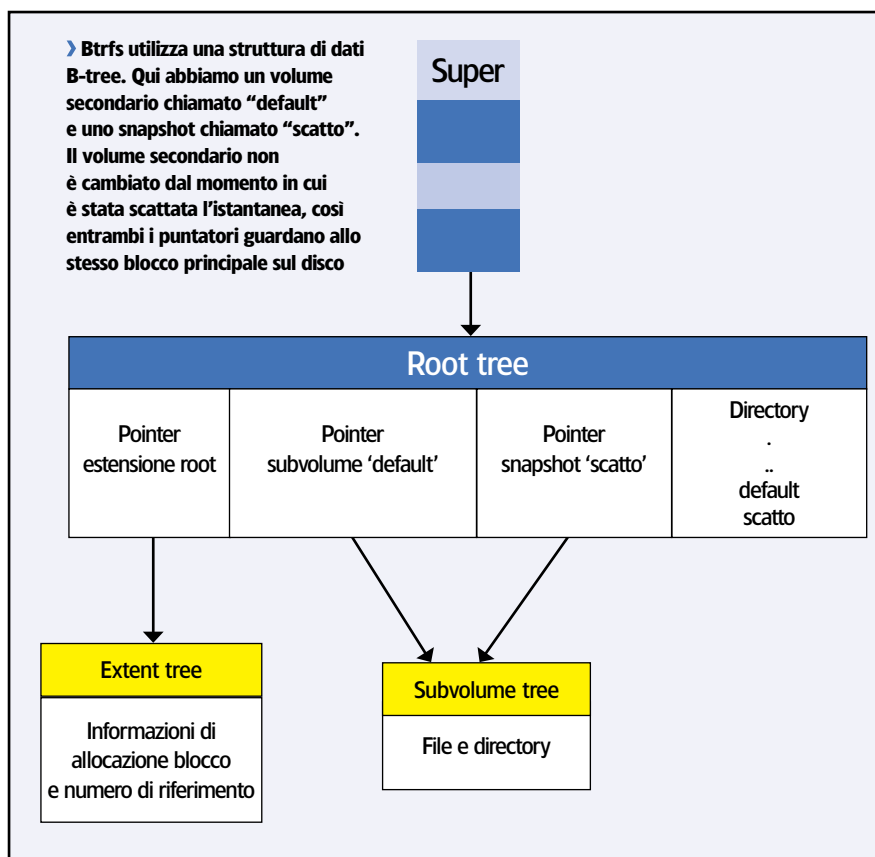 ❯ Btrfs utilizza una struttura di dati
B-tree. Qui abbiamo un volume
secondario chiamato “default”
e uno snapshot chiamato “scatto”.
Il volume secondario non
è cambiato dal momento in cui
è stata scattata l’istantanea, così
entrambi i puntatori guardano allo
stesso blocco principale sul disco
Super
Root tree
Pointer
estensione root
Pointer
subvolume ‘default’
Pointer
snapshot ‘scatto’
Directory
.
..
default
scatto
Extent tree
Informazioni di
allocazione blocco
e numero di riferimento
Subvolume tree
File e directory